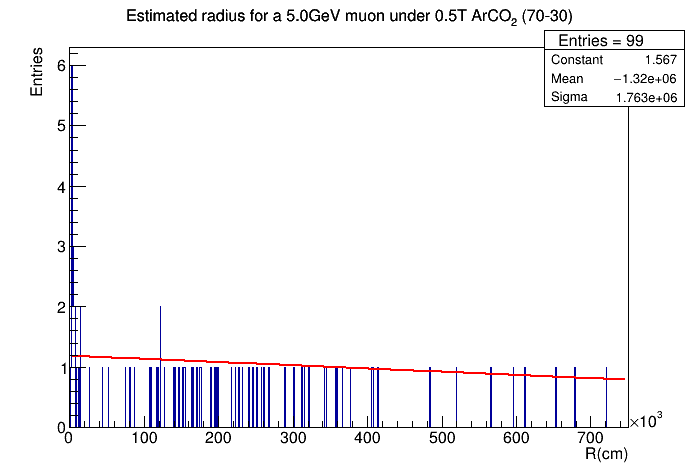 Estimated radius for a 5.0GeV muon under 0.5T ArCO₂ (70-30)
Entries = 99
Constant 1.567
Mean −1.32e+06
Sigma 1.763e+06
Entries
6
5
4
3
2
1
0
0 100 200 300 400 500 600 700
×10³
R(cm)